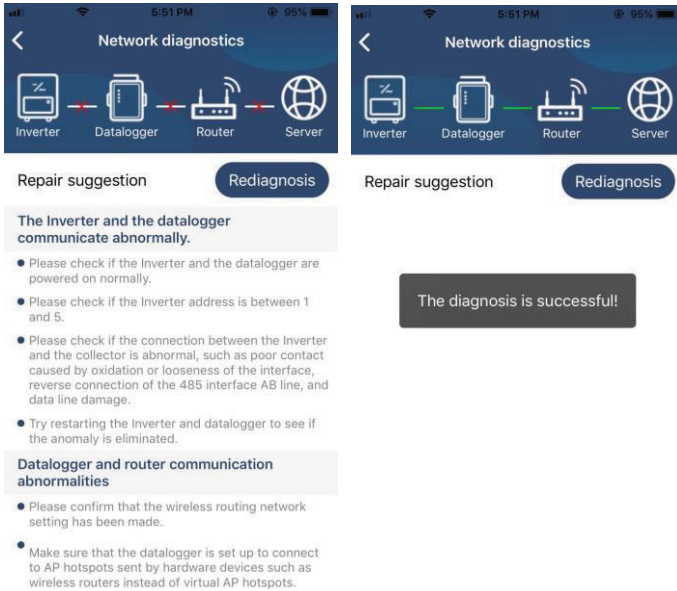 5:51 PM
95%
Network diagnostics
Inverter
Datalogger
Router
Server
Repair suggestion
Rediagnosis
The Inverter and the datalogger
communicate abnormally.
Please check if the Inverter and the datalogger are
powered on normally.
Please check if the Inverter address is between 1
and 5.
Please check if the connection between the Inverter
and the collector is abnormal, such as poor contact
caused by oxidation or looseness of the interface,
reverse connection of the 485 interface AB line, and
data line damage.
Try restarting the Inverter and datalogger to see if
the anomaly is eliminated.
Datalogger and router communication
abnormalities
Please confirm that the wireless routing network
setting has been made.
Make sure that the datalogger is set up to connect
to AP hotspots sent by hardware devices such as
wireless routers instead of virtual AP hotspots.
5:51 PM
95%
Network diagnostics
Inverter
Datalogger
Router
Server
Repair suggestion
Rediagnosis
The diagnosis is successful!